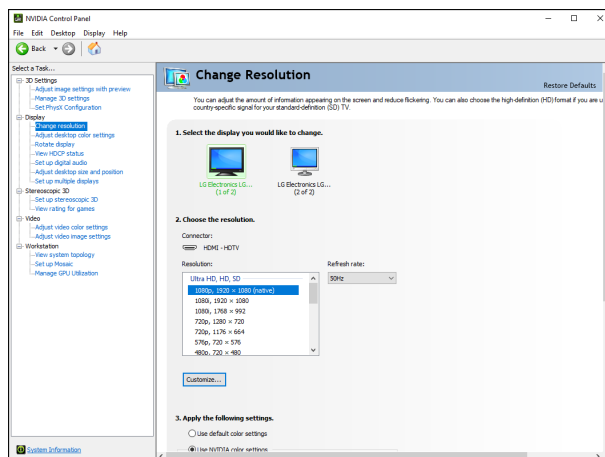 NVIDIA Control Panel
File Edit Desktop Display Help
Back
Select a Task...
3D Settings
Adjust image settings with preview
Manage 3D settings
Set PhysX Configuration
Display
Change resolution
Adjust desktop color settings
Rotate display
View HDCP status
Set up digital audio
Adjust desktop size and position
Set up multiple displays
Stereoscopic 3D
Set up stereoscopic 3D
View rating for games
Video
Adjust video color settings
Adjust video image settings
Workstation
View system topology
Set up Mosaic
Manage GPU Utilization
System Information
Change Resolution
Restore Defaults
You can adjust the amount of information appearing on the screen and reduce flickering. You can also choose the high-definition (HD) format if you are u
country-specific signal for your standard-definition (SD) TV.
1. Select the display you would like to change.
LG Electronics LG...
(1 of 2)
LG Electronics LG...
(2 of 2)
2. Choose the resolution.
Connector:
HDMI - HDTV
Resolution:
Refresh rate:
Ultra HD, HD, SD
50Hz
1080p, 1920 × 1080 (native)
1080i, 1920 × 1080
1080i, 1768 × 992
720p, 1280 × 720
720p, 1176 × 664
576p, 720 × 576
480p, 720 × 480
Customize...
3. Apply the following settings.
Use default color settings
Use NVIDIA color settings